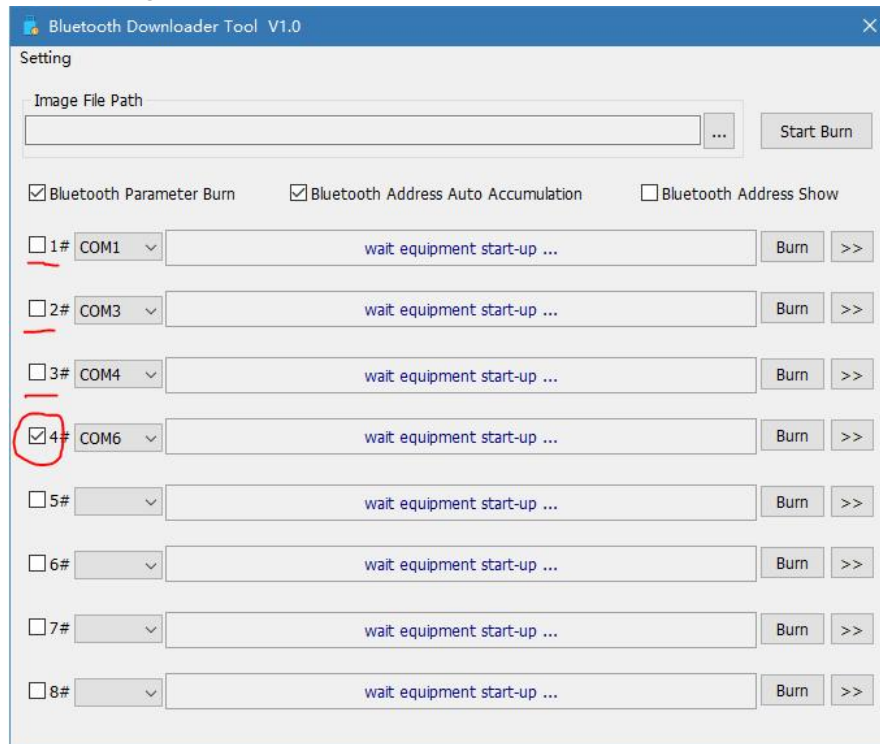 Bluetooth Downloader Tool V1.0
Setting
Image File Path
... Start Burn
Bluetooth Parameter Burn Bluetooth Address Auto Accumulation Bluetooth Address Show
1# COM1 wait equipment start-up ... Burn >>
2# COM3 wait equipment start-up ... Burn >>
3# COM4 wait equipment start-up ... Burn >>
4# COM6 wait equipment start-up ... Burn >>
5# wait equipment start-up ... Burn >>
6# wait equipment start-up ... Burn >>
7# wait equipment start-up ... Burn >>
8# wait equipment start-up ... Burn >>